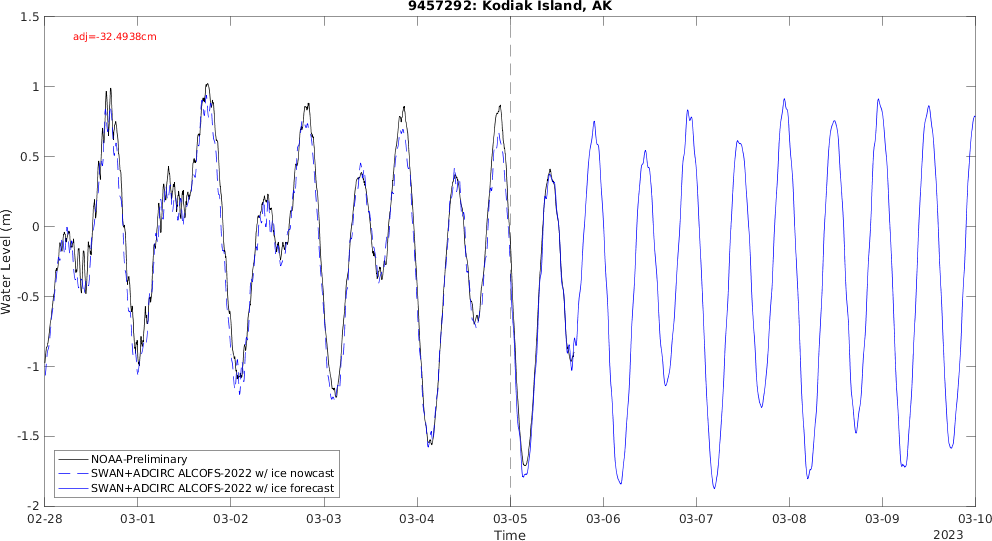 9457292: Kodiak Island, AK
adj=-32.4938cm
1.5
1
0.5
0
-0.5
-1
-1.5
-2
Water Level (m)
NOAA-Preliminary
SWAN+ADCIRC ALCOFS-2022 w/ ice nowcast
SWAN+ADCIRC ALCOFS-2022 w/ ice forecast
02-28 03-01 03-02 03-03 03-04 03-05 03-06 03-07 03-08 03-09 03-10
Time
2023